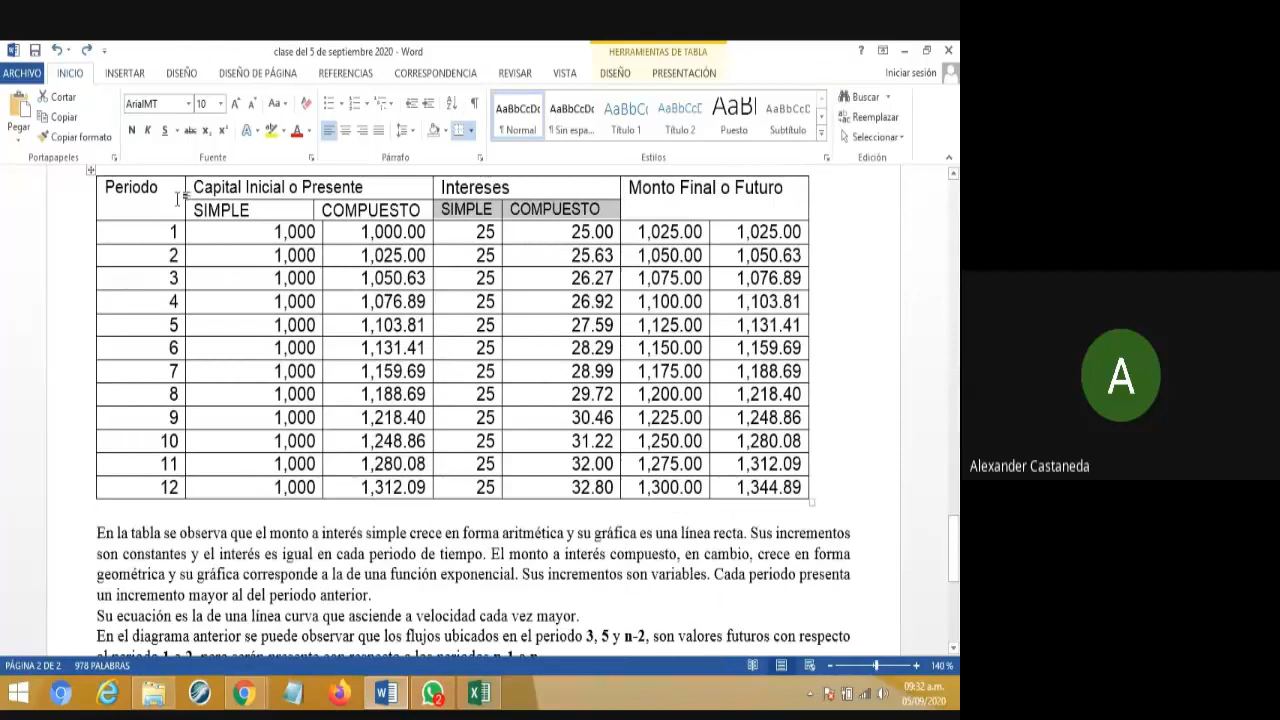 clase del 5 de septiembre 2020 - Word
HERRAMIENTAS DE TABLA
?
ARCHIVO INICIO INSERTAR DISEÑO DISEÑO DE PÁGINA REFERENCIAS CORRESPONDENCIA REVISAR VISTA DISEÑO PRESENTACIÓN Iniciar sesión
Pegar
Cortar
Copiar
Copiar formato
Portapapeles
ArialMT 10
N K S abc x₂ x²
Fuente
Párrafo
AaBbCcDc AaBbCcDc AaBbC AaBbCcC AaBl AaBbCcD
¶ Normal ¶ Sin espa... Título 1 Título 2 Puesto Subtítulo
Estilos
Buscar
Reemplazar
Seleccionar
Edición
Periodo Capital Inicial o Presente Intereses Monto Final o Futuro
SIMPLE COMPUESTO SIMPLE COMPUESTO
1 1,000 1,000.00 25 25.00 1,025.00 1,025.00
2 1,000 1,025.00 25 25.63 1,050.00 1,050.63
3 1,000 1,050.63 25 26.27 1,075.00 1,076.89
4 1,000 1,076.89 25 26.92 1,100.00 1,103.81
5 1,000 1,103.81 25 27.59 1,125.00 1,131.41
6 1,000 1,131.41 25 28.29 1,150.00 1,159.69
7 1,000 1,159.69 25 28.99 1,175.00 1,188.69
8 1,000 1,188.69 25 29.72 1,200.00 1,218.40
9 1,000 1,218.40 25 30.46 1,225.00 1,248.86
10 1,000 1,248.86 25 31.22 1,250.00 1,280.08
11 1,000 1,280.08 25 32.00 1,275.00 1,312.09
12 1,000 1,312.09 25 32.80 1,300.00 1,344.89
En la tabla se observa que el monto a interés simple crece en forma aritmética y su gráfica es una línea recta. Sus incrementos
son constantes y el interés es igual en cada periodo de tiempo. El monto a interés compuesto, en cambio, crece en forma
geométrica y su gráfica corresponde a la de una función exponencial. Sus incrementos son variables. Cada periodo presenta
un incremento mayor al del periodo anterior.
Su ecuación es la de una línea curva que asciende a velocidad cada vez mayor.
En el diagrama anterior se puede observar que los flujos ubicados en el periodo 3, 5 y n-2, son valores futuros con respecto
PÁGINA 2 DE 2 978 PALABRAS 140 %
2
09:32 a.m.
05/09/2020
A
Alexander Castaneda